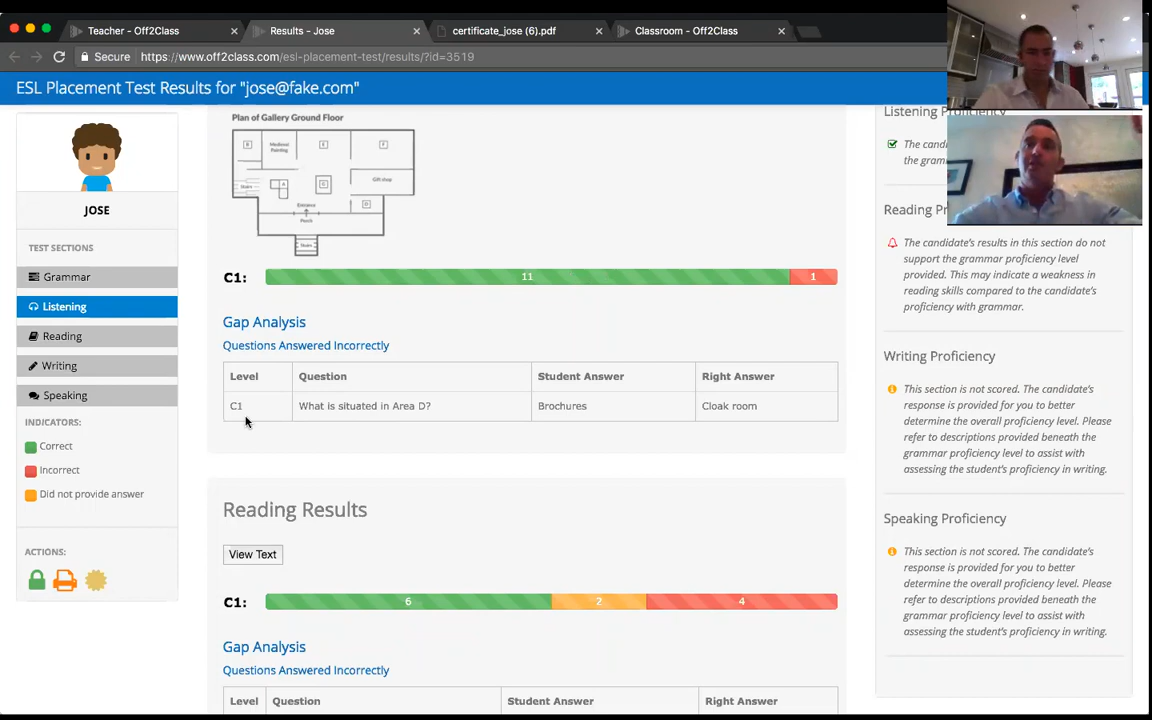 Teacher - Off2Class
Results - Jose
certificate_jose (6).pdf
Classroom - Off2Class
Secure
https://www.off2class.com/esl-placement-test/results/?id=3519
ESL Placement Test Results for "jose@fake.com"
JOSE
TEST SECTIONS
Grammar
Listening
Reading
Writing
Speaking
INDICATORS:
Correct
Incorrect
Did not provide answer
ACTIONS:
Plan of Gallery Ground Floor
Medieval
Painting
Stairs
Gift shop
Entrance
Porch
Stairs
C1:
11
1
Gap Analysis
Questions Answered Incorrectly
Level
Question
Student Answer
Right Answer
C1
What is situated in Area D?
Brochures
Cloak room
Reading Results
View Text
C1:
6
2
4
Gap Analysis
Questions Answered Incorrectly
Level
Question
Student Answer
Right Answer
Listening
The
the gram
Reading
The candidate's results in this section do not
support the grammar proficiency level
provided. This may indicate a weakness in
reading skills compared to the candidate's
proficiency with grammar.
Writing Proficiency
This section is not scored. The candidate's
response is provided for you to better
determine the overall proficiency level. Please
refer to descriptions provided beneath the
grammar proficiency level to assist with
assessing the student's proficiency in writing.
Speaking Proficiency
This section is not scored. The candidate's
response is provided for you to better
determine the overall proficiency level. Please
refer to descriptions provided beneath the
grammar proficiency level to assist with
assessing the student's proficiency in writing.